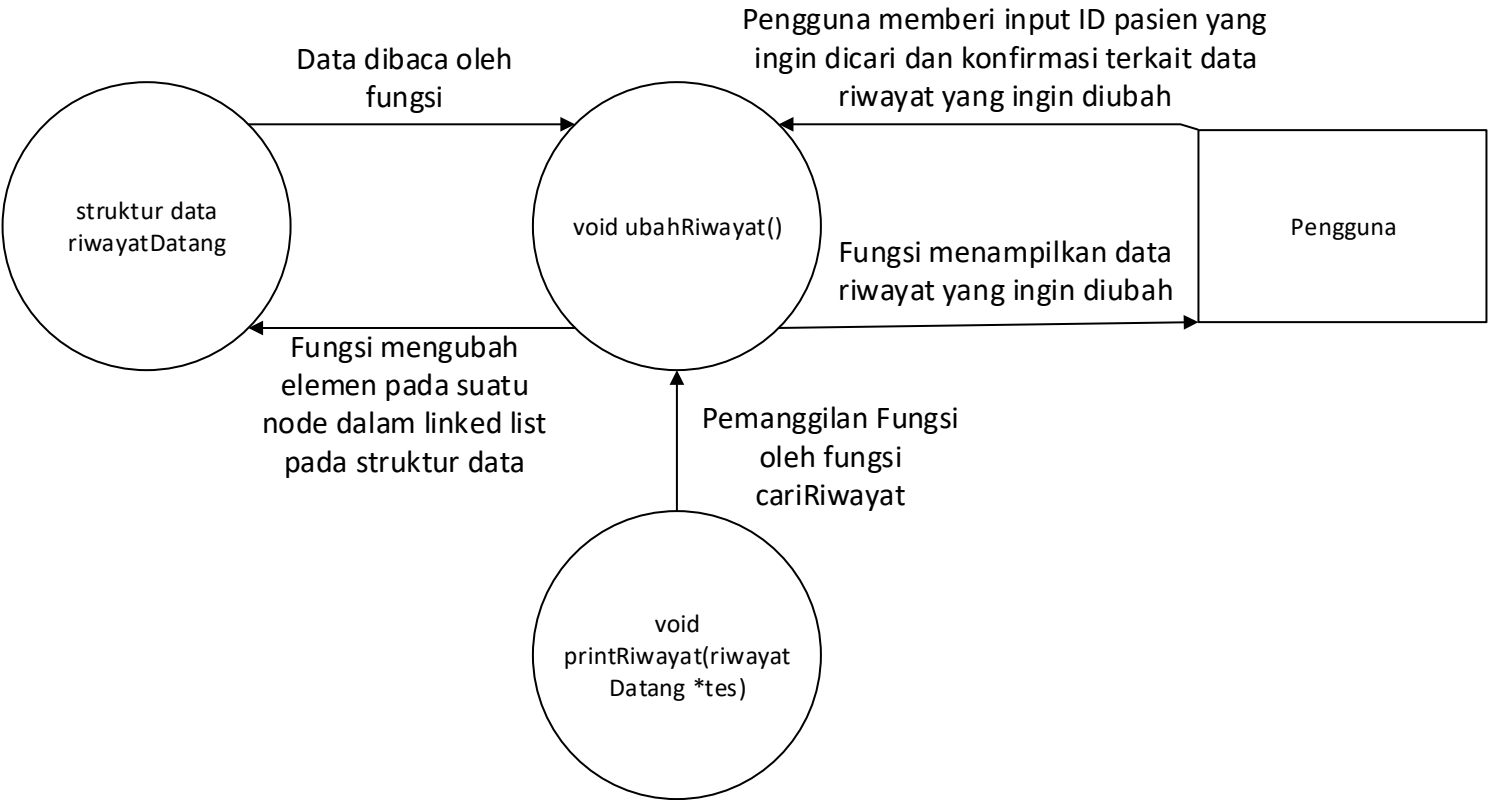 Pengguna memberi input ID pasien yang
ingin dicari dan konfirmasi terkait data
riwayat yang ingin diubah
Data dibaca oleh
fungsi
struktur data
riwayatDatang
void ubahRiwayat()
Pengguna
Fungsi menampilkan data
riwayat yang ingin diubah
Fungsi mengubah
elemen pada suatu
node dalam linked list
pada struktur data
Pemanggilan Fungsi
oleh fungsi
cariRiwayat
void
printRiwayat(riwayat
Datang *tes)